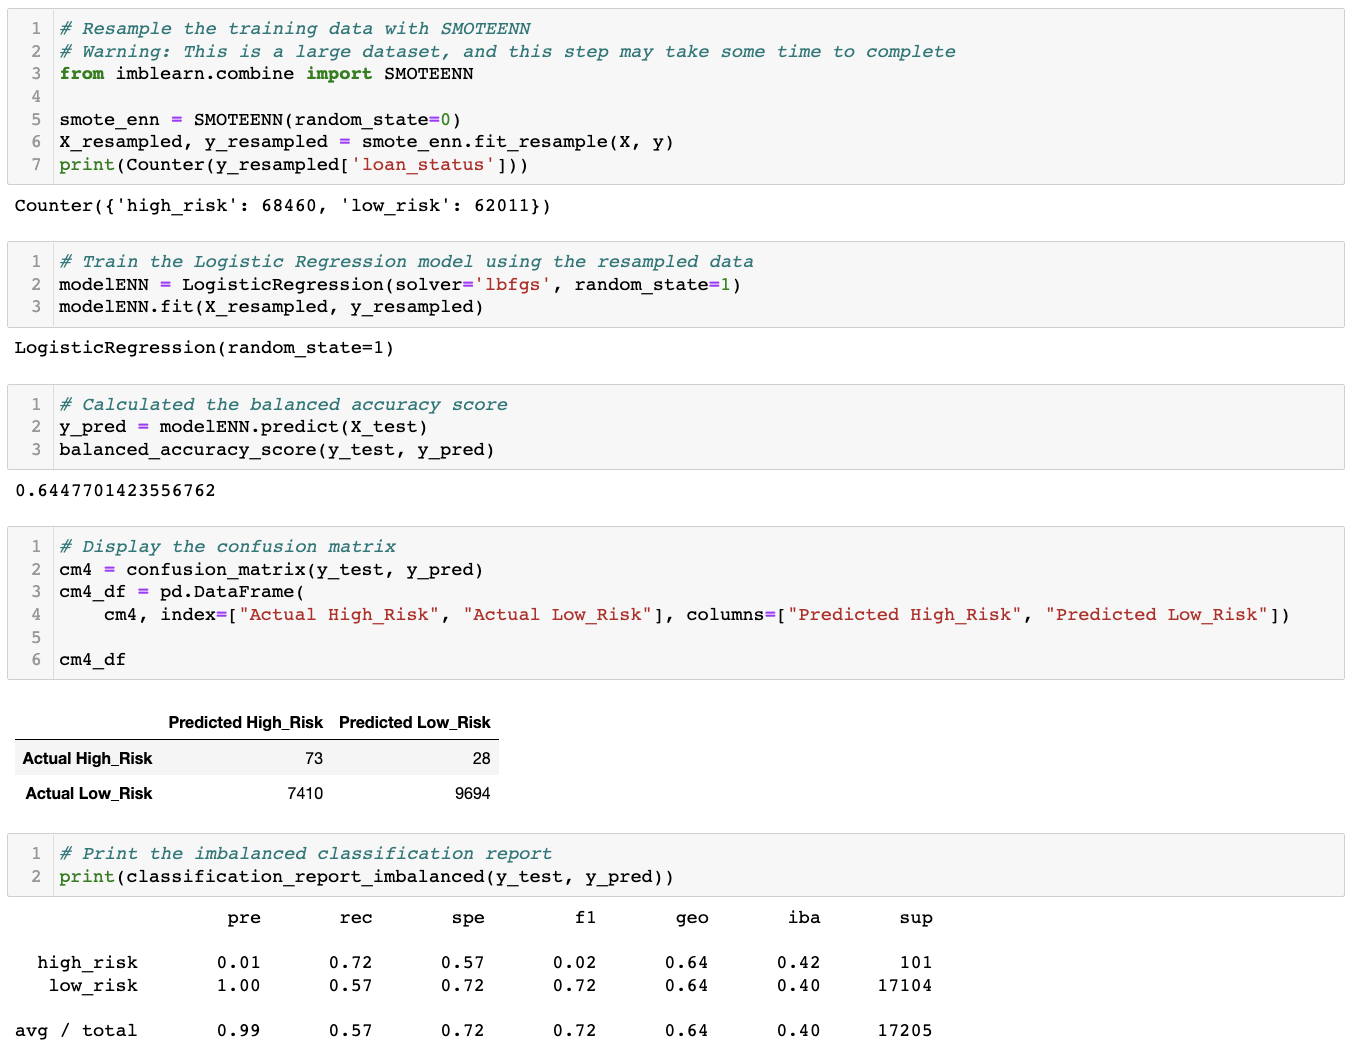 1 # Resample the training data with SMOTEENN
2 # Warning: This is a large dataset, and this step may take some time to complete
3 from imblearn.combine import SMOTEENN
4
5 smote_enn = SMOTEENN(random_state=0)
6 X_resampled, y_resampled = smote_enn.fit_resample(X, y)
7 print(Counter(y_resampled['loan_status']))
Counter({'high_risk': 68460, 'low_risk': 62011})
1 # Train the Logistic Regression model using the resampled data
2 modelENN = LogisticRegression(solver='lbfgs', random_state=1)
3 modelENN.fit(X_resampled, y_resampled)
LogisticRegression(random_state=1)
1 # Calculated the balanced accuracy score
2 y_pred = modelENN.predict(X_test)
3 balanced_accuracy_score(y_test, y_pred)
0.6447701423556762
1 # Display the confusion matrix
2 cm4 = confusion_matrix(y_test, y_pred)
3 cm4_df = pd.DataFrame(
4     cm4, index=["Actual High_Risk", "Actual Low_Risk"], columns=["Predicted High_Risk", "Predicted Low_Risk"])
5
6 cm4_df
Predicted High_Risk Predicted Low_Risk
Actual High_Risk 73 28
Actual Low_Risk 7410 9694
1 # Print the imbalanced classification report
2 print(classification_report_imbalanced(y_test, y_pred))
pre rec spe f1 geo iba sup
high_risk 0.01 0.72 0.57 0.02 0.64 0.42 101
low_risk 1.00 0.57 0.72 0.72 0.64 0.40 17104
avg / total 0.99 0.57 0.72 0.72 0.64 0.40 17205